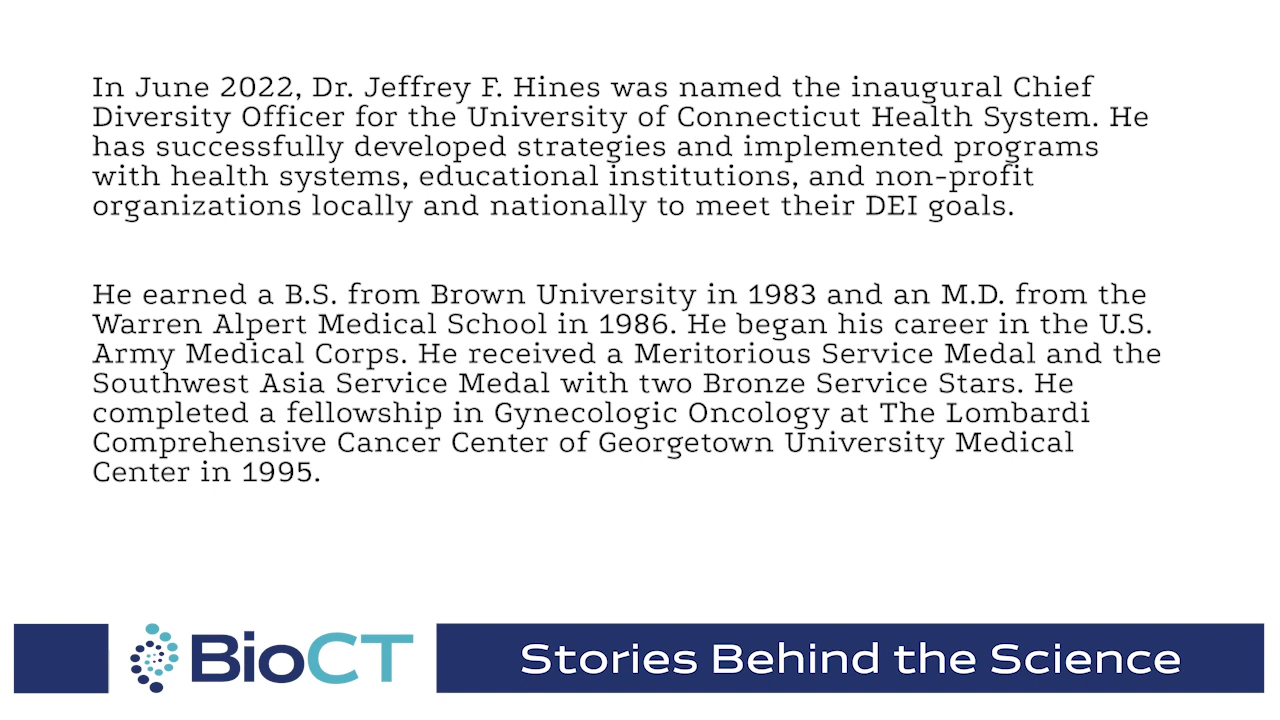 In June 2022, Dr. Jeffrey F. Hines was named the inaugural Chief
Diversity Officer for the University of Connecticut Health System. He
has successfully developed strategies and implemented programs
with health systems, educational institutions, and non-profit
organizations locally and nationally to meet their DEI goals.
He earned a B.S. from Brown University in 1983 and an M.D. from the
Warren Alpert Medical School in 1986. He began his career in the U.S.
Army Medical Corps. He received a Meritorious Service Medal and the
Southwest Asia Service Medal with two Bronze Service Stars. He
completed a fellowship in Gynecologic Oncology at The Lombardi
Comprehensive Cancer Center of Georgetown University Medical
Center in 1995.
BioCT
Stories Behind the Science